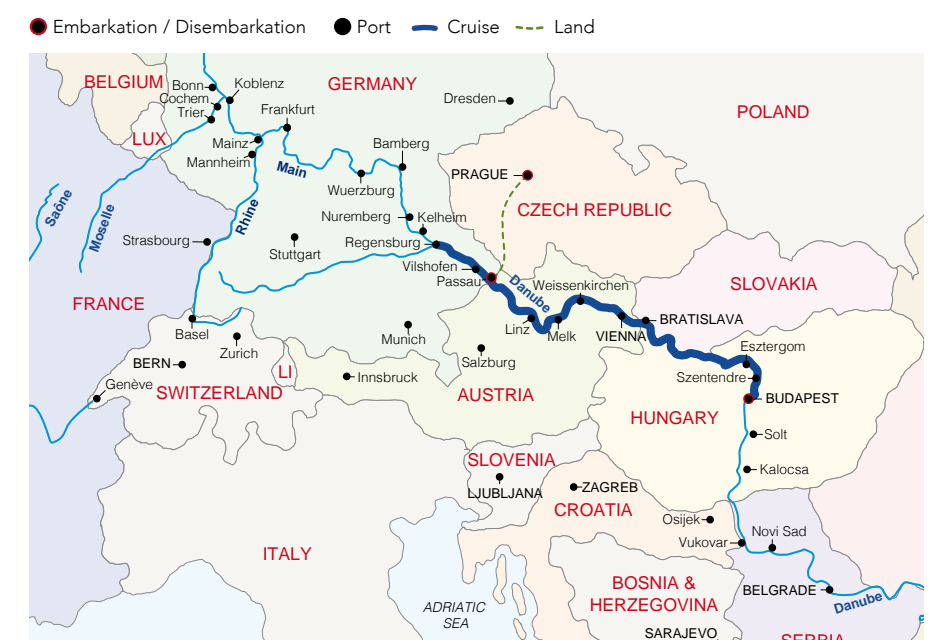 Embarkation / Disembarkation
Port
Cruise
Land
BELGIUM
Bonn
Koblenz
GERMANY
Cochem
Trier
Frankfurt
Dresden
POLAND
LUX
Mainz
Mannheim
Main
Bamberg
PRAGUE
Wuerzburg
CZECH REPUBLIC
Saône
Moselle
Rhine
Nuremberg
Kelheim
Strasbourg
Stuttgart
Regensburg
Vilshofen
Passau
Danube
Weissenkirchen
SLOVAKIA
FRANCE
Basel
Zurich
Munich
Linz
Melk
VIENNA
BRATISLAVA
Salzburg
Esztergom
BERN
LI
Innsbruck
Szentendre
Genève
SWITZERLAND
AUSTRIA
BUDAPEST
HUNGARY
Solt
SLOVENIA
Kalocsa
LJUBLJANA
ZAGREB
CROATIA
Osijek
Vukovar
Novi Sad
ITALY
BOSNIA &
HERZEGOVINA
BELGRADE
Danube
ADRIATIC
SEA
SARAJEVO
SERBIA